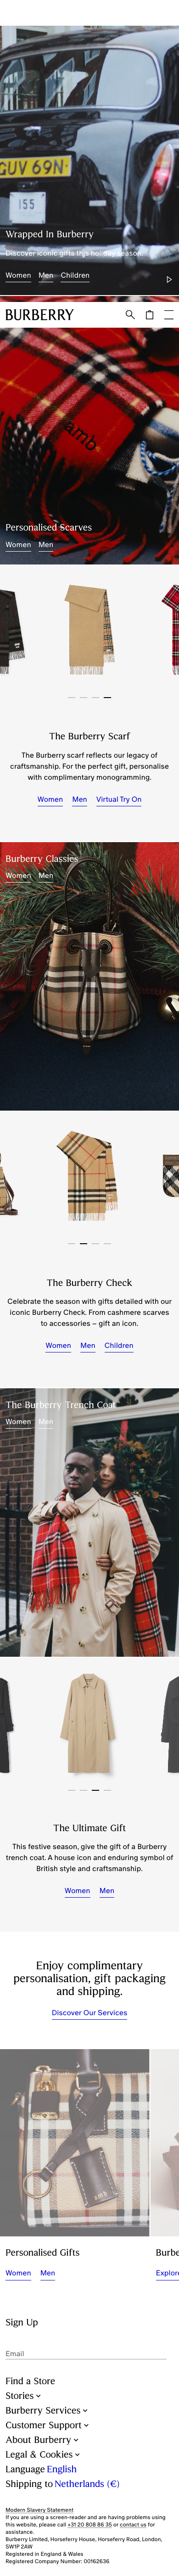 GUV 90N
155
Wrapped In Burberry
Discover iconic gifts this holiday season.
Women Men Children
BURBERRY
amb
Personalised Scarves
Women Men
The Burberry Scarf
The Burberry scarf reflects our legacy of
craftsmanship. For the perfect gift, personalise
with complimentary monogramming.
Women Men Virtual Try On
Burberry Classics
Women Men
The Burberry Check
Celebrate the season with gifts detailed with our
iconic Burberry Check. From cashmere scarves
to accessories – gift an icon.
Women Men Children
The Burberry Trench Coat
Women Men
The Ultimate Gift
This festive season, give the gift of a Burberry
trench coat. A house icon and enduring symbol of
British style and craftsmanship.
Women Men
Enjoy complimentary
personalisation, gift packaging
and shipping.
Discover Our Services
Personalised Gifts
Burbe
Women Men
Explore
Sign Up
Email
Find a Store
Stories
Burberry Services
Customer Support
About Burberry
Legal & Cookies
Language English
Shipping to Netherlands (€)
Modern Slavery Statement
If you are using a screen-reader and are having problems using
this website, please call +31 20 808 86 35 or contact us for
assistance.
Burberry Limited, Horseferry House, Horseferry Road, London,
SW1P 2AW
Registered in England & Wales
Registered Company Number: 00162636